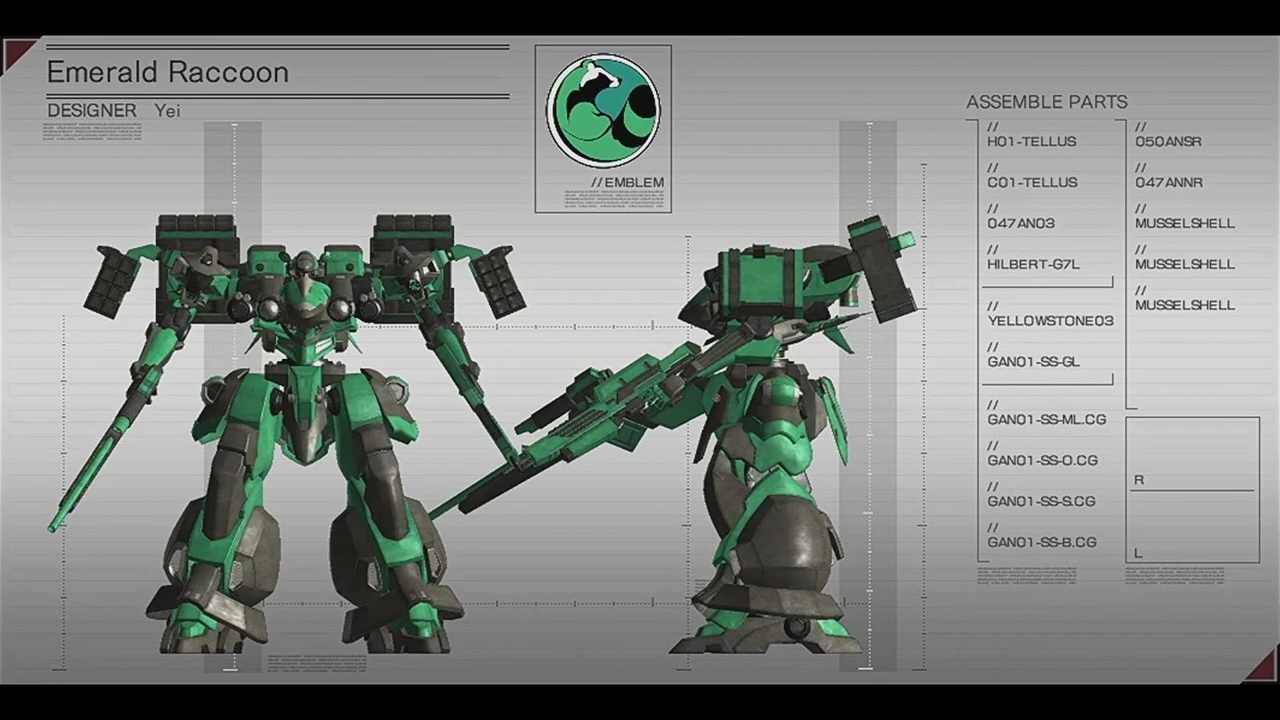 Emerald Raccoon
DESIGNER Yei
//EMBLEM
ASSEMBLE PARTS
//
H01-TELLUS
//
C01-TELLUS
//
047AN03
//
HILBERT-G7L
//
YELLOWSTONE03
//
GAN01-SS-GL
//
GAN01-SS-ML.CG
//
GAN01-SS-O.CG
//
GAN01-SS-S.CG
//
GAN01-SS-B.CG
//
050ANSR
//
047ANNR
//
MUSSELSHELL
//
MUSSELSHELL
//
MUSSELSHELL
R
L